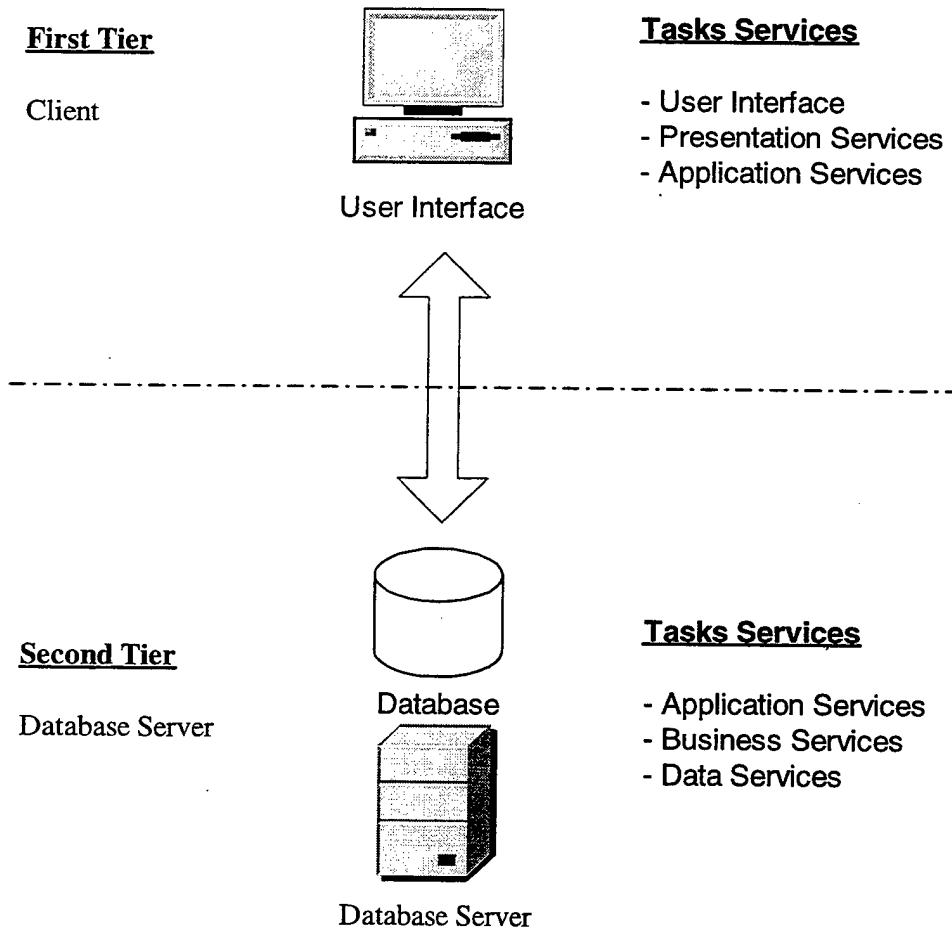 First Tier
Client
User Interface
Tasks Services
- User Interface
- Presentation Services
- Application Services
Second Tier
Database Server
Database
Database Server
Tasks Services
- Application Services
- Business Services
- Data Services